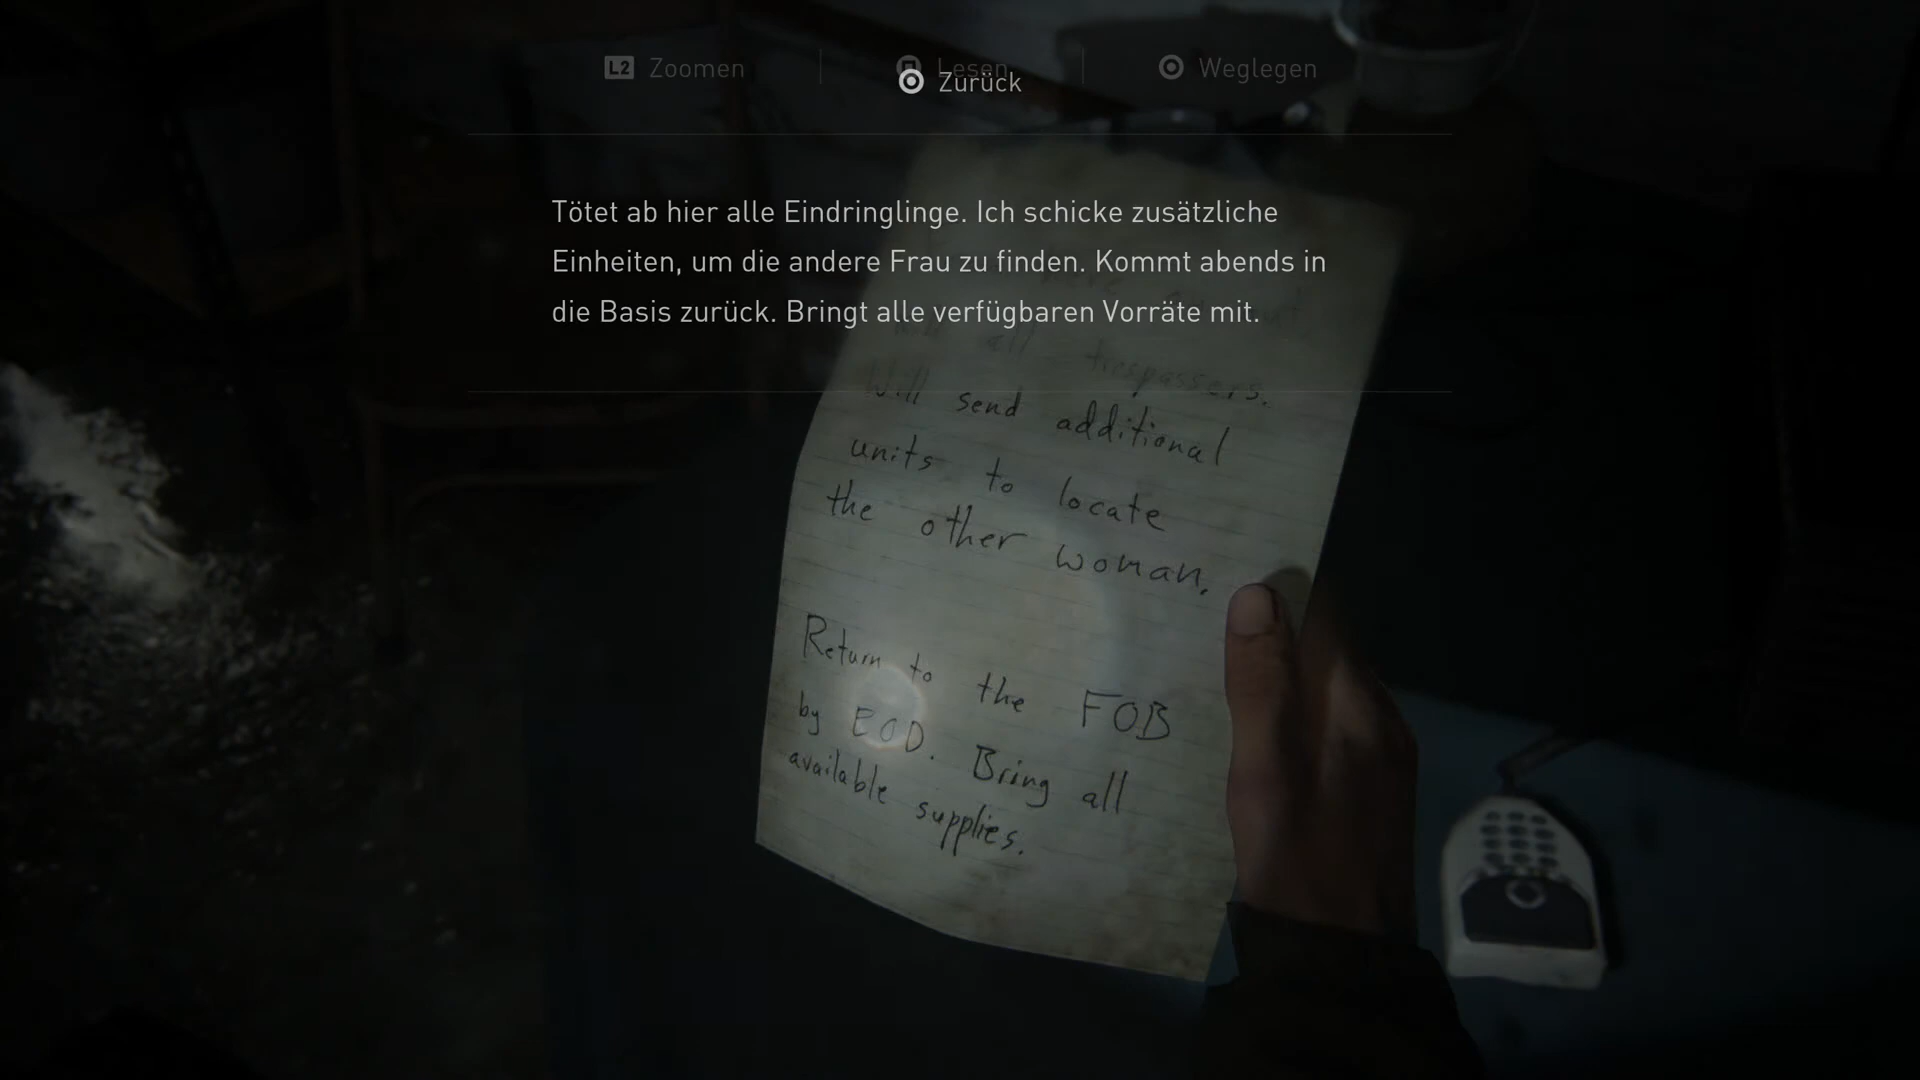 L2 Zoomen Lesen Weglegen
Zurück
Tötet ab hier alle Eindringlinge. Ich schicke zusätzliche
Einheiten, um die andere Frau zu finden. Kommt abends in
die Basis zurück. Bringt alle verfügbaren Vorräte mit.
all trespassers.
Will send additional
units to locate
the other woman.
Return to the FOB
by EOD. Bring all
available supplies.